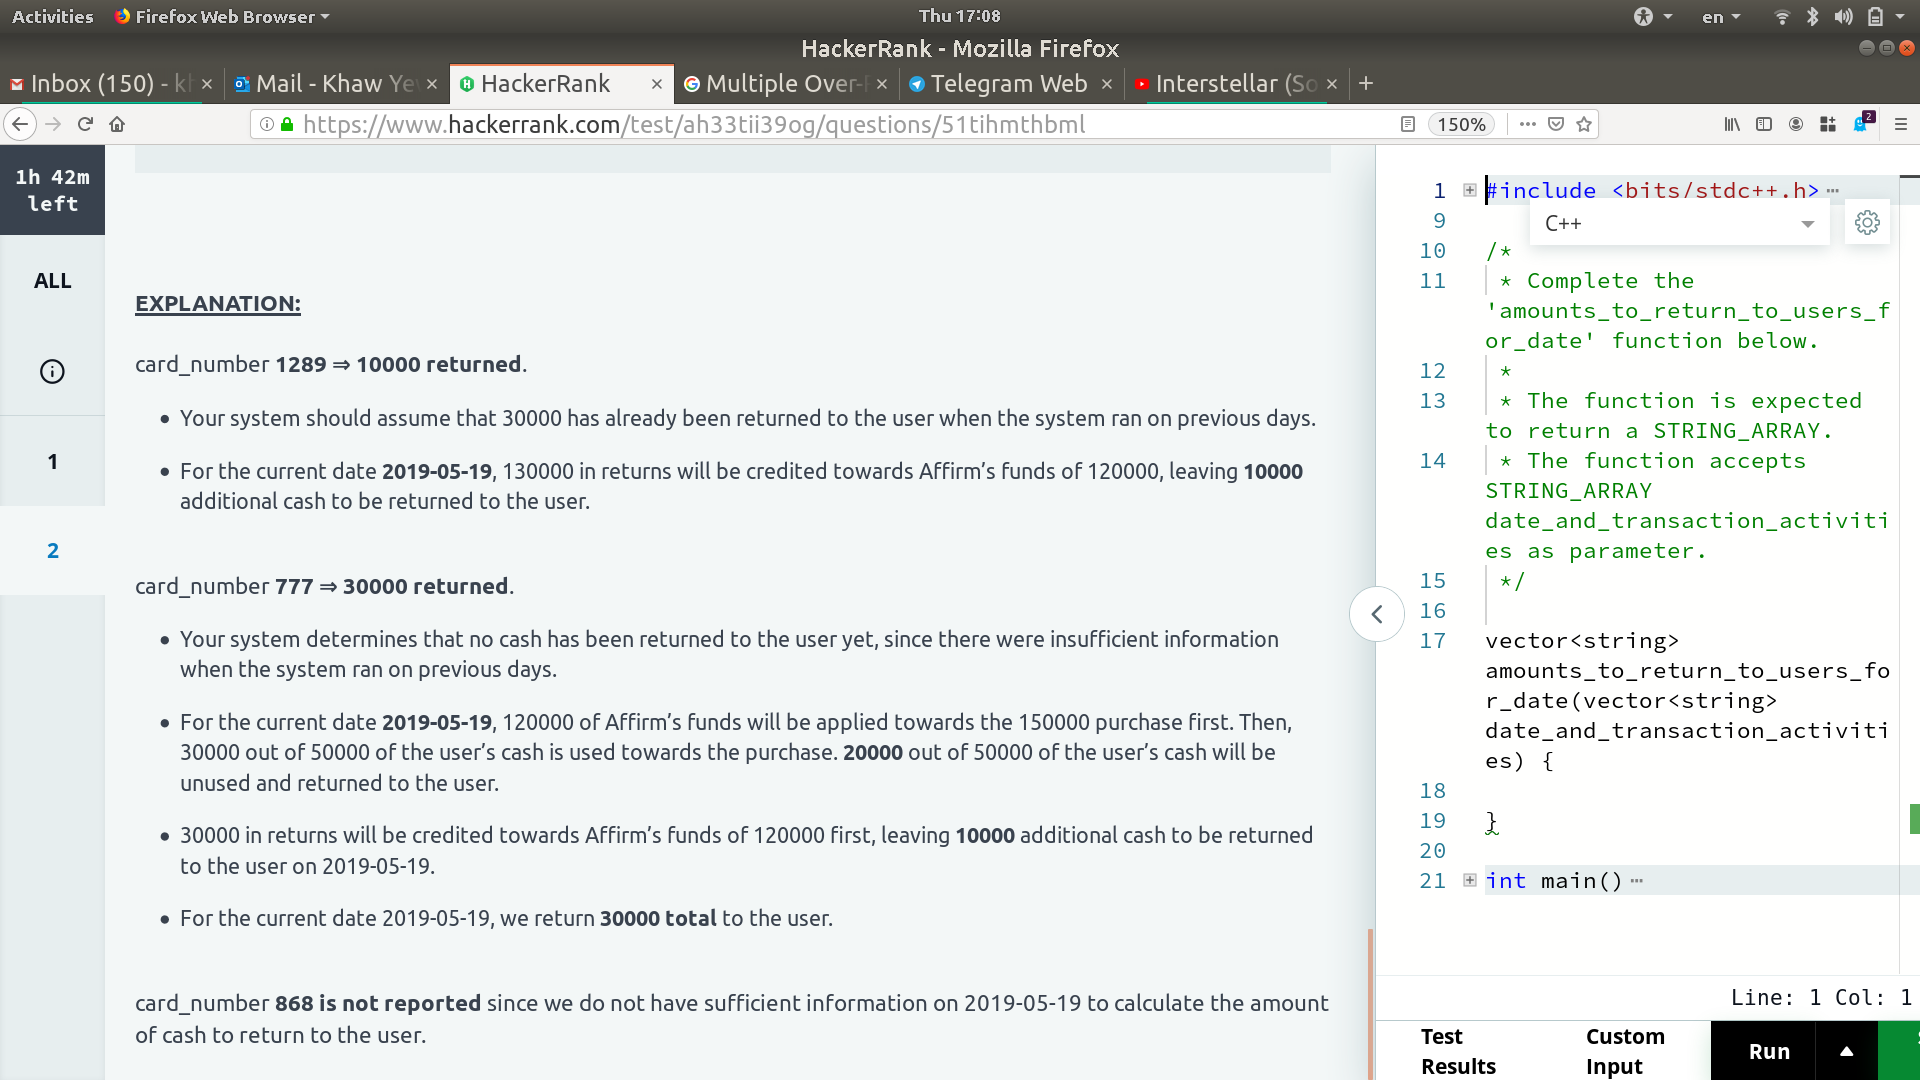 Activities Firefox Web Browser Thu 17:08 en
HackerRank - Mozilla Firefox
Inbox (150) - kh Mail - Khaw Ye HackerRank Multiple Over- Telegram Web Interstellar (So
https://www.hackerrank.com/test/ah33tii39og/questions/51tihmthbml 150% 2
1h 42m
left
ALL
1
2
EXPLANATION:
card_number 1289 ⇒ 10000 returned.
• Your system should assume that 30000 has already been returned to the user when the system ran on previous days.
• For the current date 2019-05-19, 130000 in returns will be credited towards Affirm’s funds of 120000, leaving 10000
additional cash to be returned to the user.
card_number 777 ⇒ 30000 returned.
• Your system determines that no cash has been returned to the user yet, since there were insufficient information
when the system ran on previous days.
• For the current date 2019-05-19, 120000 of Affirm’s funds will be applied towards the 150000 purchase first. Then,
30000 out of 50000 of the user’s cash is used towards the purchase. 20000 out of 50000 of the user’s cash will be
unused and returned to the user.
• 30000 in returns will be credited towards Affirm’s funds of 120000 first, leaving 10000 additional cash to be returned
to the user on 2019-05-19.
• For the current date 2019-05-19, we return 30000 total to the user.
card_number 868 is not reported since we do not have sufficient information on 2019-05-19 to calculate the amount
of cash to return to the user.
C++
1 #include <bits/stdc++.h>
9
10 /*
11 * Complete the
'amounts_to_return_to_users_f
or_date' function below.
12 *
13 * The function is expected
to return a STRING_ARRAY.
14 * The function accepts
STRING_ARRAY
date_and_transaction_activiti
es as parameter.
15 */
16
17 vector<string>
amounts_to_return_to_users_fo
r_date(vector<string>
date_and_transaction_activiti
es) {
18
19 }
20
21 int main()
Line: 1 Col: 1
Test
Results
Custom
Input
Run